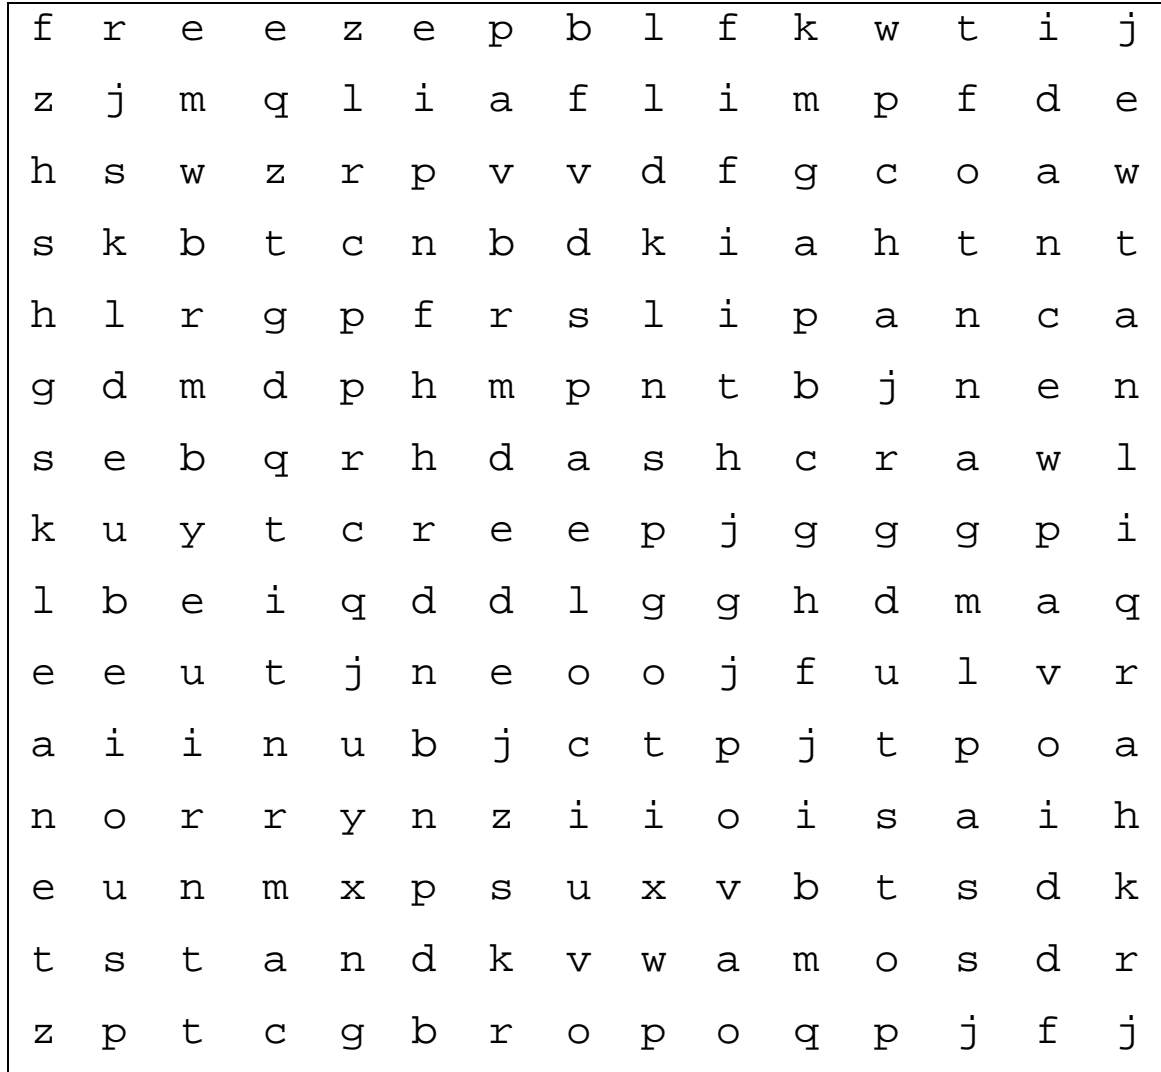 f r e e z e p b l f k w t i j
z j m q l i a f l i m p f d e
h s w z r p v v d f g c o a w
s k b t c n b d k i a h t n t
h l r g p f r s l i p a n c a
g d m d p h m p n t b j n e n
s e b q r h d a s h c r a w l
k u y t c r e e p j g g g p i
l b e i q d d l g g h d m a q
e e u t j n e o o j f u l v r
a i i n u b j c t p j t p o a
n o r r y n z i i o i s a i h
e u n m x p s u x v b t s d k
t s t a n d k v w a m o s d r
z p t c g b r o p o q p j f j